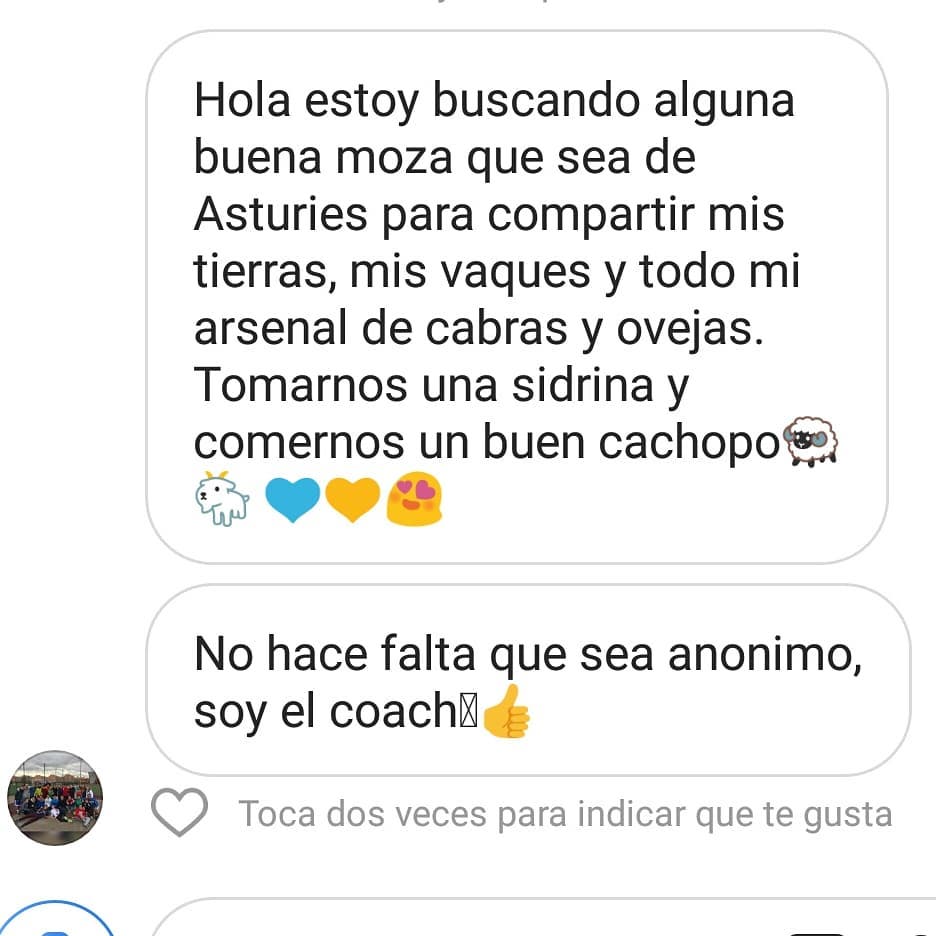 Hola estoy buscando alguna
buena moza que sea de
Asturies para compartir mis
tierras, mis vaques y todo mi
arsenal de cabras y ovejas.
Tomarnos una sidrina y
comernos un buen cachopo🐑
🐐💙💛😍
No hace falta que sea anonimo,
soy el coach👍
Toca dos veces para indicar que te gusta